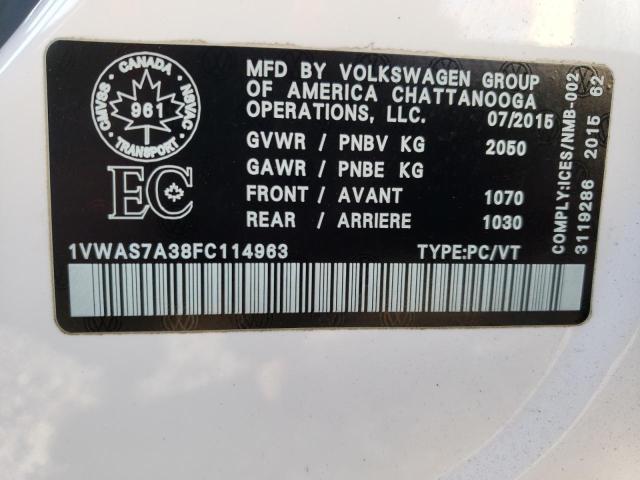 CANADA
CMVSS
961
NSVAC
TRANSPORT
EC
MFD BY VOLKSWAGEN GROUP
OF AMERICA CHATTANOOGA
OPERATIONS, LLC. 07/2015
GVWR / PNBV KG 2050
GAWR / PNBE KG
FRONT / AVANT 1070
REAR / ARRIERE 1030
1VWAS7A38FC114963 TYPE:PC/VT
COMPLY:ICES/NMB-002
3119286 2015 62